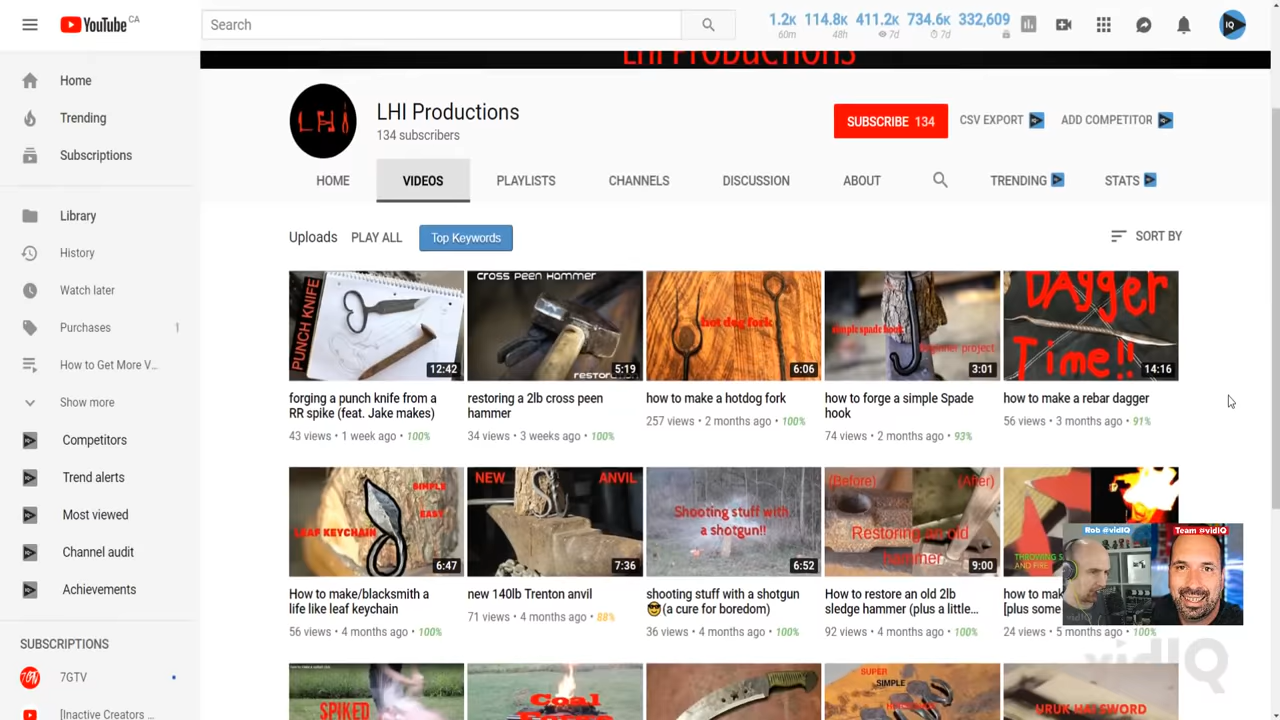 YouTube CA
Search
1.2K 114.8K 411.2K 734.6K 332,609
60m 48h 7d 7d
IQ
Home
Trending
Subscriptions
Library
History
Watch later
Purchases 1
How to Get More V...
Show more
Competitors
Trend alerts
Most viewed
Channel audit
Achievements
SUBSCRIPTIONS
7GTV
[Inactive Creators ...
LHI PRODUCTIONS
LHI
LHI Productions
134 subscribers
SUBSCRIBE 134
CSV EXPORT
ADD COMPETITOR
HOME
VIDEOS
PLAYLISTS
CHANNELS
DISCUSSION
ABOUT
TRENDING
STATS
Uploads
PLAY ALL
Top Keywords
SORT BY
PUNCH KNIFE
12:42
forging a punch knife from a
RR spike (feat. Jake makes)
43 views • 1 week ago • 100%
CROSS PEEN HAMMER
RESTORATION
5:19
restoring a 2lb cross peen
hammer
34 views • 3 weeks ago • 100%
hot dog fork
6:06
how to make a hotdog fork
257 views • 2 months ago • 100%
simple spade hook
Beginner project
3:01
how to forge a simple Spade
hook
74 views • 2 months ago • 93%
DAgger
Time!!
14:16
how to make a rebar dagger
56 views • 3 months ago • 91%
SIMPLE
EASY
LEAF KEYCHAIN
6:47
How to make/blacksmith a
life like leaf keychain
56 views • 4 months ago • 100%
NEW ANVIL
7:36
new 140lb Trenton anvil
71 views • 4 months ago • 88%
Shooting stuff with
a shotgun!!
6:52
shooting stuff with a shotgun
😎(a cure for boredom)
36 views • 4 months ago • 100%
(Before) (After)
Restoring an old
hammer
9:00
How to restore an old 2lb
sledge hammer (plus a little...
92 views • 4 months ago • 100%
THROWING S
AND FIRE
how to mak
[plus some
24 views • 5 months ago • 100%
Rob @vidIQ
Team @vidIQ
vidIQ
SPIKED
Coal
Forge
SUPER
SIMPLE
URUK HAI SWORD